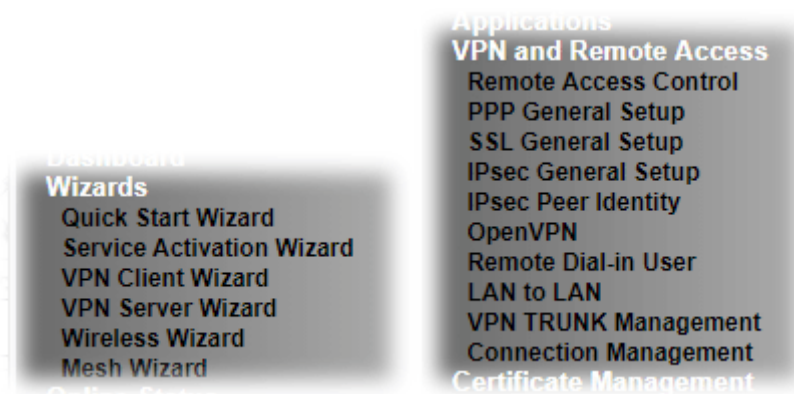 Dashboard
Wizards
Quick Start Wizard
Service Activation Wizard
VPN Client Wizard
VPN Server Wizard
Wireless Wizard
Mesh Wizard
Applications
VPN and Remote Access
Remote Access Control
PPP General Setup
SSL General Setup
IPsec General Setup
IPsec Peer Identity
OpenVPN
Remote Dial-in User
LAN to LAN
VPN TRUNK Management
Connection Management
Certificate Management